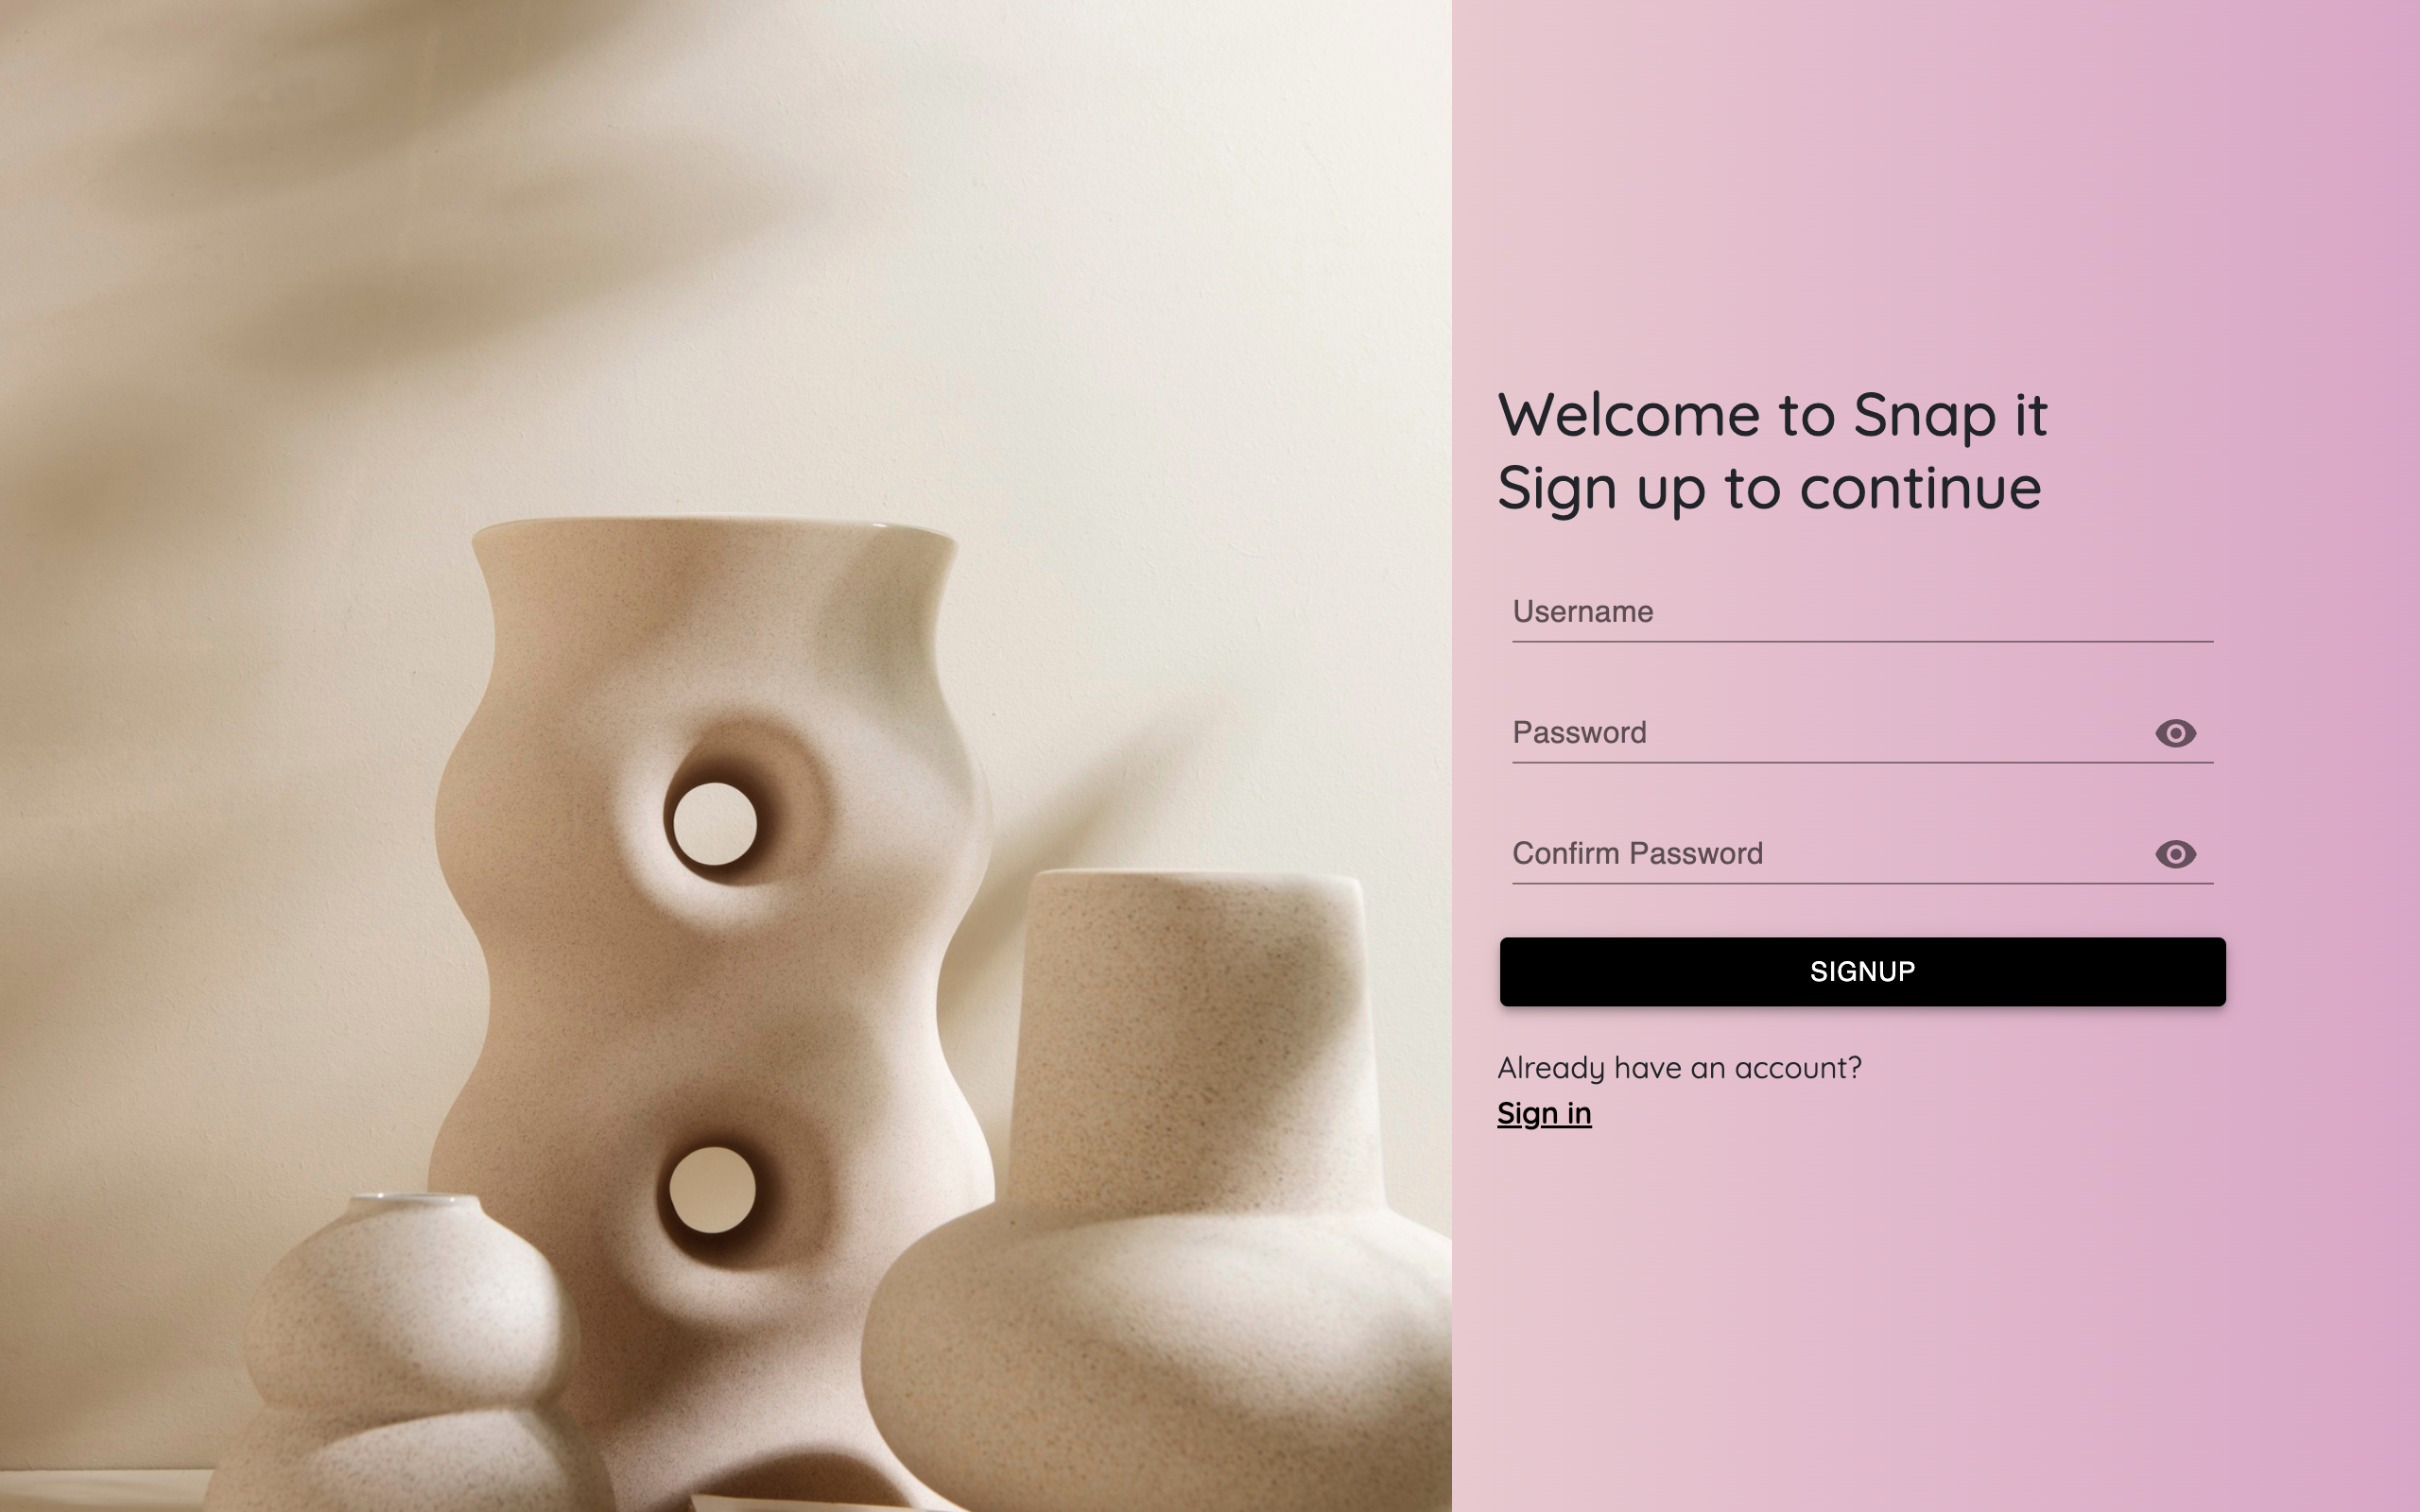 Welcome to Snap it
Sign up to continue
Username
Password
Confirm Password
SIGNUP
Already have an account?
Sign in